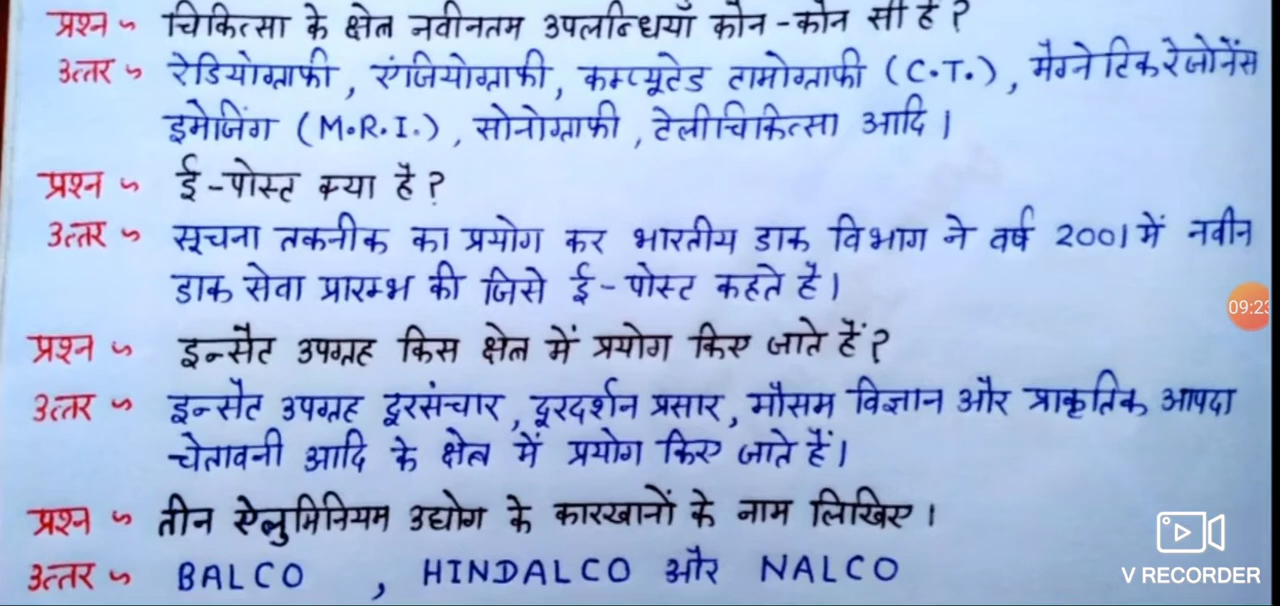 प्रश्न ↬ चिकित्सा के क्षेत्र नवीनतम उपलब्धियाँ कौन-कौन सी हैं ?
उत्तर ↬ रेडियोग्राफी, एंजियोग्राफी, कम्प्यूटेड टामोग्राफी (C.T.), मैग्नेटिक रेजोनेंस
इमेजिंग (M.R.I.), सोनोग्राफी, टेलीचिकित्सा आदि।
प्रश्न ↬ ई-पोस्ट क्या है ?
उत्तर ↬ सूचना तकनीक का प्रयोग कर भारतीय डाक विभाग ने वर्ष 2001 में नवीन
डाक सेवा प्रारम्भ की जिसे ई-पोस्ट कहते है।
प्रश्न ↬ इन्सैट उपग्रह किस क्षेत्र में प्रयोग किए जाते हैं ?
उत्तर ↬ इन्सैट उपग्रह दूरसंचार, दूरदर्शन प्रसार, मौसम विज्ञान और प्राकृतिक आपदा
चेतावनी आदि के क्षेत्र में प्रयोग किए जाते हैं।
प्रश्न ↬ तीन ऐलुमिनियम उद्योग के कारखानों के नाम लिखिए।
उत्तर ↬ BALCO , HINDALCO और NALCO
09:23
V RECORDER